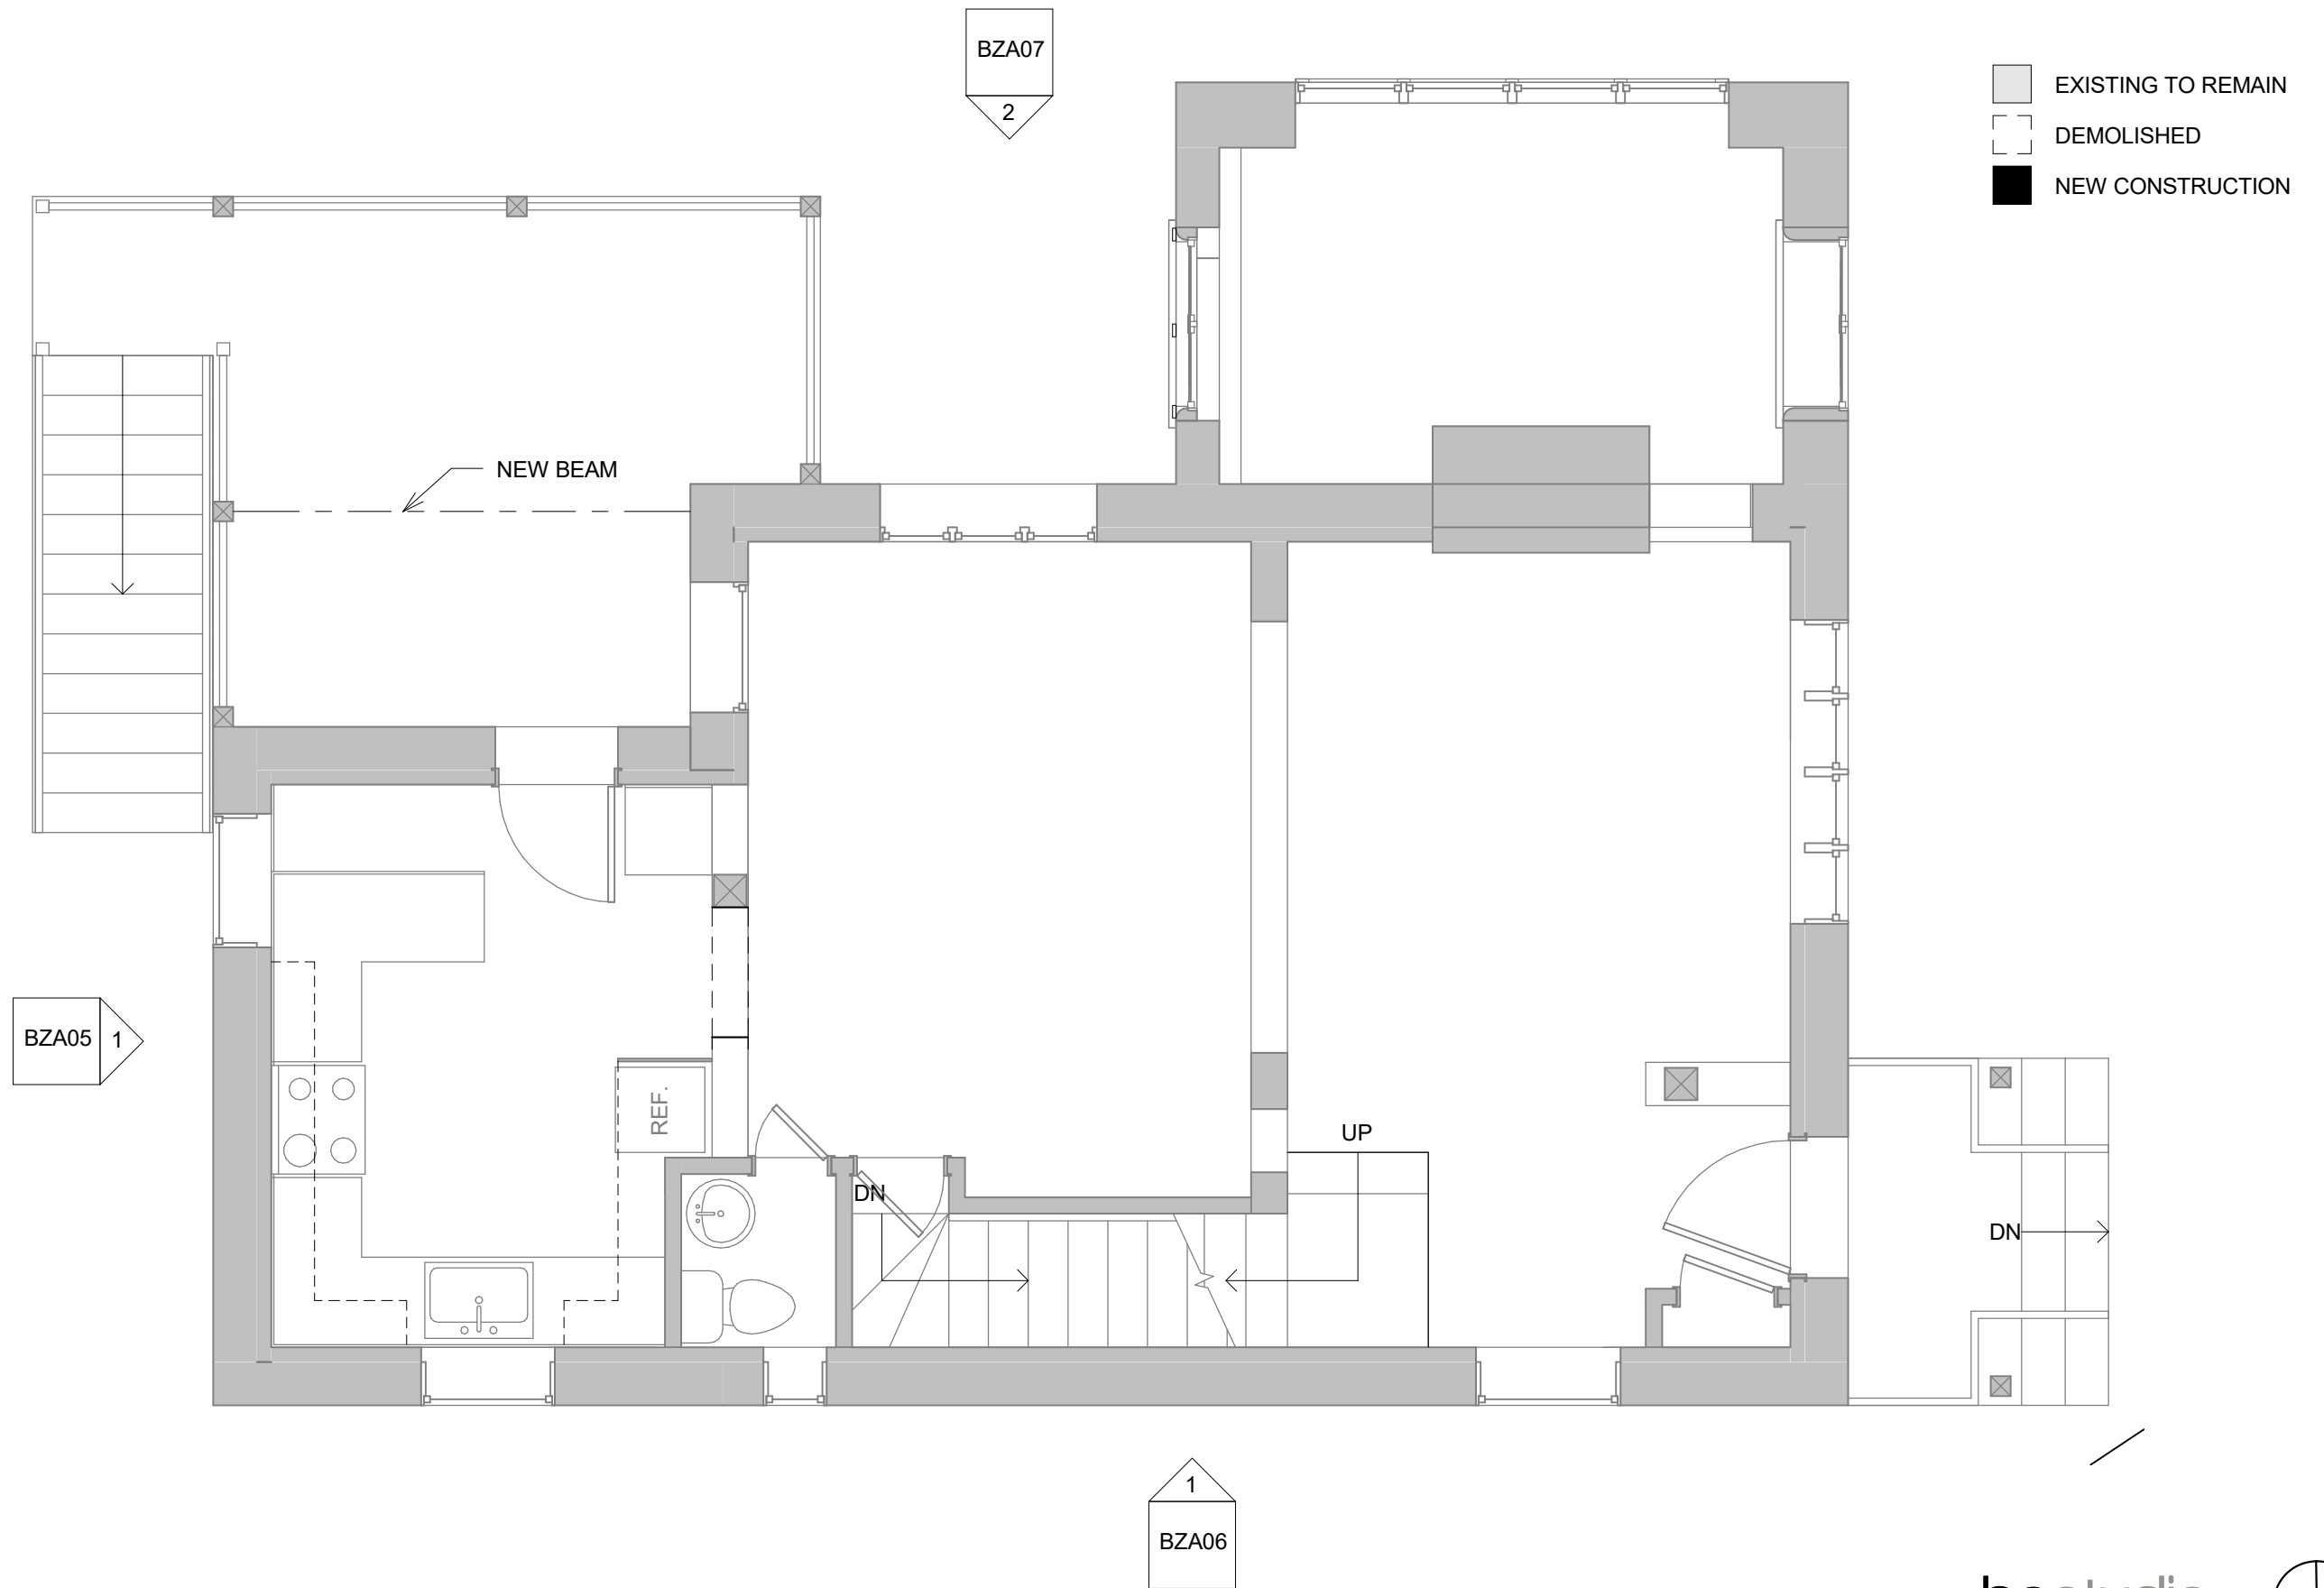 BZA07
2
EXISTING TO REMAIN
DEMOLISHED
NEW CONSTRUCTION
NEW BEAM
BZA05
1
REF.
UP
DN
DN
1
BZA06